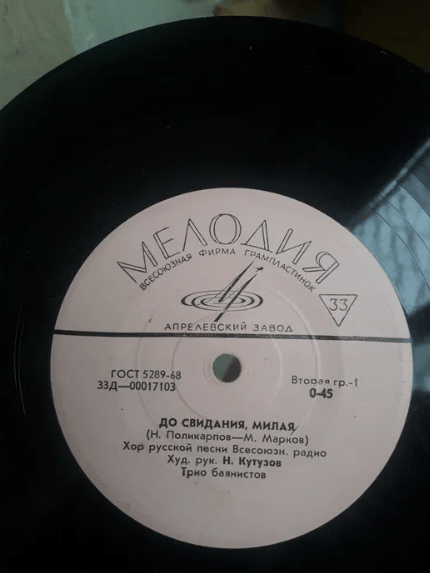 МЕЛОДИЯ
ВСЕСОЮЗНАЯ ФИРМА ГРАМПЛАСТИНОК
33
АПРЕЛЕВСКИЙ ЗАВОД
ГОСТ 5289-68
33Д—00017103
Вторая гр.-1
0-45
ДО СВИДАНИЯ, МИЛАЯ
(Н. Поликарпов—М. Марков)
Хор русской песни Всесоюзн. радио
Худ. рук. Н. Кутузов
Трио баянистов